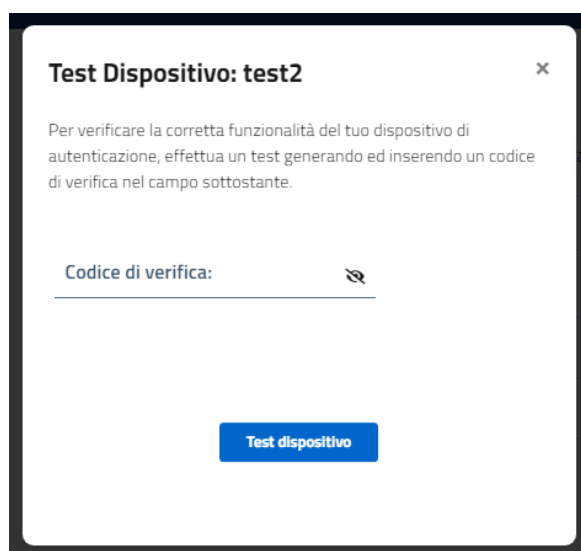 Test Dispositivo: test2
Per verificare la corretta funzionalità del tuo dispositivo di
autenticazione, effettua un test generando ed inserendo un codice
di verifica nel campo sottostante.
Codice di verifica:
Test dispositivo